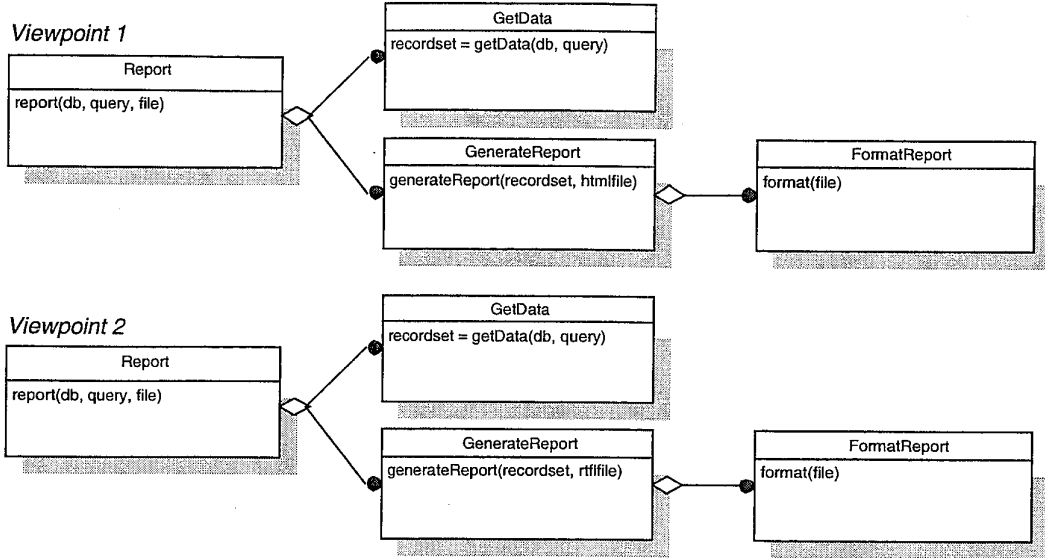 Viewpoint 1
Report
report(db, query, file)
GetData
recordset = getData(db, query)
GenerateReport
generateReport(recordset, htmlfile)
FormatReport
format(file)
Viewpoint 2
Report
report(db, query, file)
GetData
recordset = getData(db, query)
GenerateReport
generateReport(recordset, rtflfile)
FormatReport
format(file)